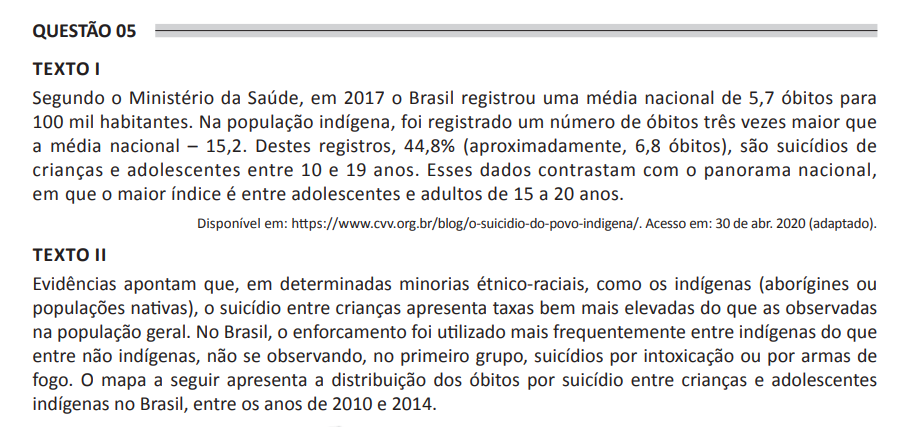 QUESTÃO 05
TEXTO I
Segundo o Ministério da Saúde, em 2017 o Brasil registrou uma média nacional de 5,7 óbitos para
100 mil habitantes. Na população indígena, foi registrado um número de óbitos três vezes maior que
a média nacional – 15,2. Destes registros, 44,8% (aproximadamente, 6,8 óbitos), são suicídios de
crianças e adolescentes entre 10 e 19 anos. Esses dados contrastam com o panorama nacional,
em que o maior índice é entre adolescentes e adultos de 15 a 20 anos.
Disponível em: https://www.cvv.org.br/blog/o-suicidio-do-povo-indigena/. Acesso em: 30 de abr. 2020 (adaptado).
TEXTO II
Evidências apontam que, em determinadas minorias étnico-raciais, como os indígenas (aborígines ou
populações nativas), o suicídio entre crianças apresenta taxas bem mais elevadas do que as observadas
na população geral. No Brasil, o enforcamento foi utilizado mais frequentemente entre indígenas do que
entre não indígenas, não se observando, no primeiro grupo, suicídios por intoxicação ou por armas de
fogo. O mapa a seguir apresenta a distribuição dos óbitos por suicídio entre crianças e adolescentes
indígenas no Brasil, entre os anos de 2010 e 2014.